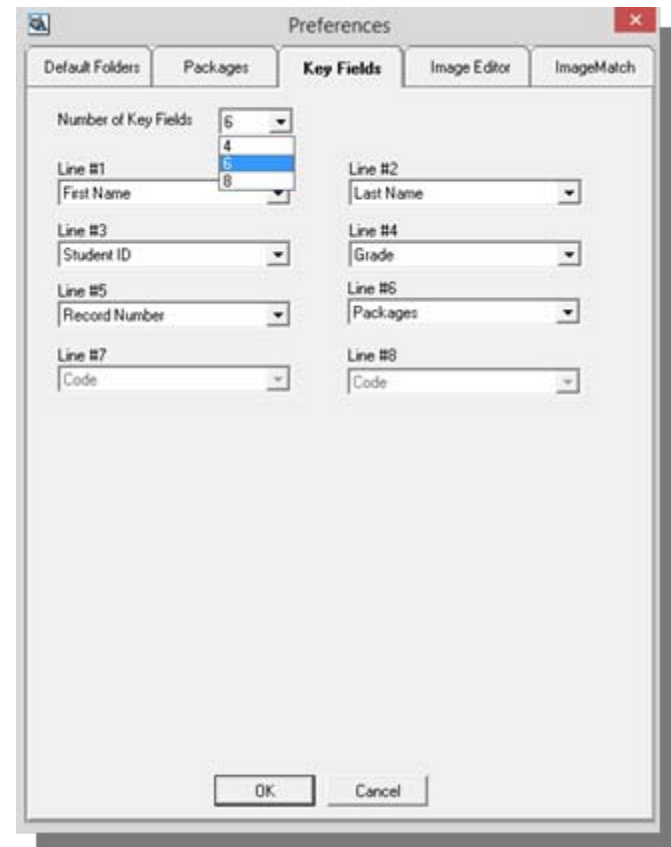 Preferences
Default Folders Packages Key Fields Image Editor ImageMatch
Number of Key Fields 6
4
6
8
Line #1 Line #2
First Name Last Name
Line #3 Line #4
Student ID Grade
Line #5 Line #6
Record Number Packages
Line #7 Line #8
Code Code
OK Cancel